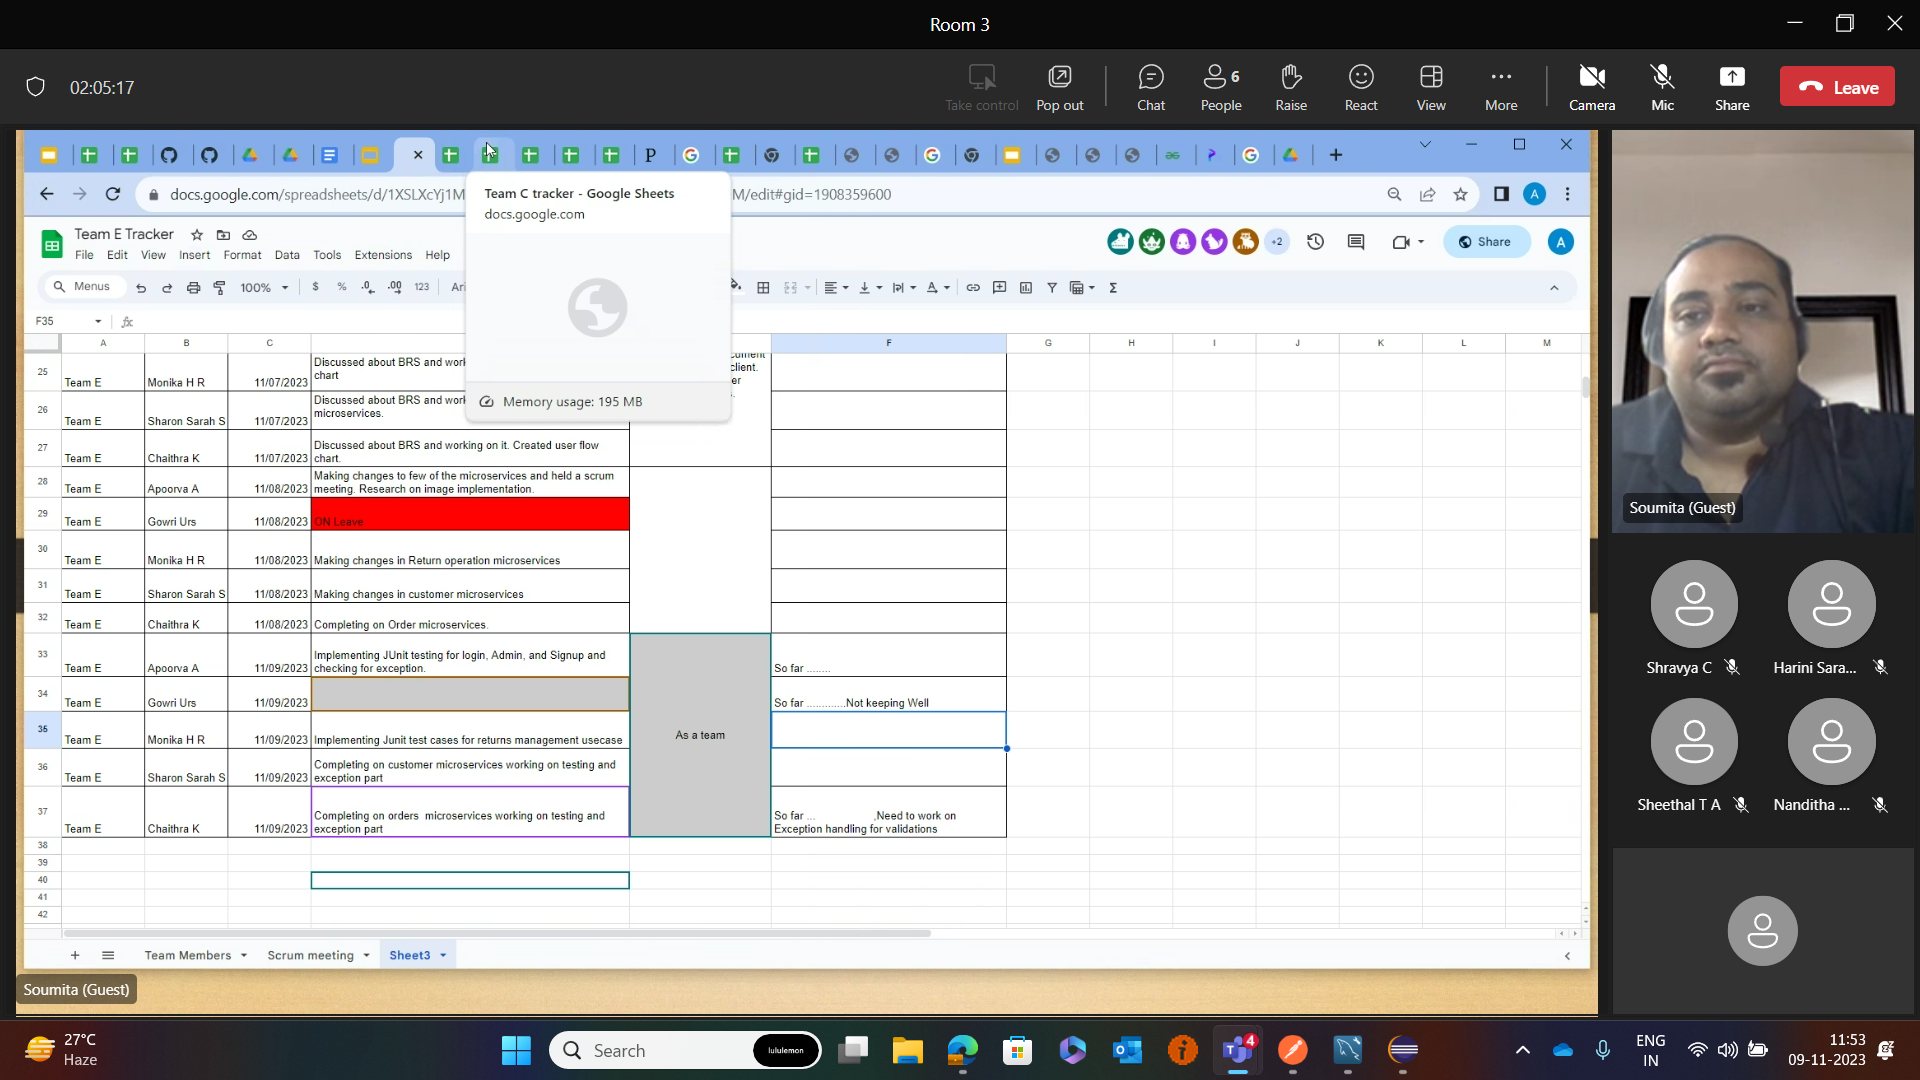 Room 3
02:05:17
Take control
Pop out
Chat
6
People
Raise
React
View
More
Camera
Mic
Share
Leave
docs.google.com/spreadsheets/d/1XSLXcYj1M
M/edit#gid=1908359600
A
Team C tracker - Google Sheets
docs.google.com
Memory usage: 195 MB
Team E Tracker
File Edit View Insert Format Data Tools Extensions Help
+2
Share
A
Menus
100%
$ % .0 .00 123 Ari
F35
A B C F G H I J K L M
25 Team E Monika H R 11/07/2023 Discussed about BRS and work
chart
client.
er
26 Team E Sharon Sarah S 11/07/2023 Discussed about BRS and work
microservices.
27 Team E Chaithra K 11/07/2023 Discussed about BRS and working on it. Created user flow
chart.
28 Team E Apoorva A 11/08/2023 Making changes to few of the microservices and held a scrum
meeting. Research on image implementation.
29 Team E Gowri Urs 11/08/2023 ON Leave
30 Team E Monika H R 11/08/2023 Making changes in Return operation microservices
31 Team E Sharon Sarah S 11/08/2023 Making changes in customer microservices
32 Team E Chaithra K 11/08/2023 Completing on Order microservices.
33 Team E Apoorva A 11/09/2023 Implementing JUnit testing for login, Admin, and Signup and
checking for exception.
So far ........
34 Team E Gowri Urs 11/09/2023 So far .............Not keeping Well
35 Team E Monika H R 11/09/2023 Implementing Junit test cases for returns management usecase
As a team
36 Team E Sharon Sarah S 11/09/2023 Completing on customer microservices working on testing and
exception part
37 Team E Chaithra K 11/09/2023 Completing on orders microservices working on testing and
exception part
So far ... ,Need to work on
Exception handling for validations
38
39
40
41
42
Team Members
Scrum meeting
Sheet3
Soumita (Guest)
Soumita (Guest)
Shravya C
Harini Sara...
Sheethal T A
Nanditha ...
27°C
Haze
Search
lululemon
4
ENG
IN
11:53
09-11-2023